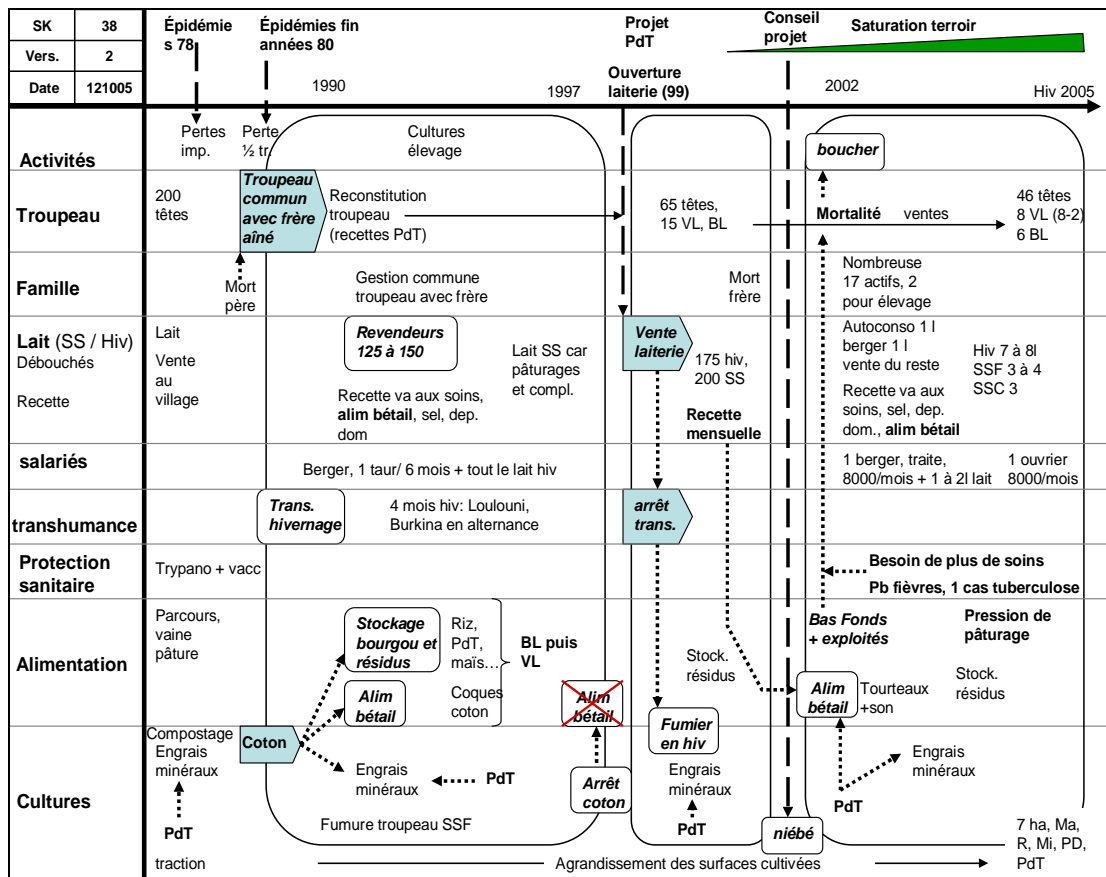 SK 38
Vers. 2
Date 121005
Épidémie
s 78
Épidémies fin
années 80
Projet
PdT
Conseil
projet
Saturation terroir
Ouverture
laiterie (99)
1990
1997
2002
Hiv 2005
Activités
Pertes
imp.
Perte
½ tr.
Cultures
élevage
boucher
Troupeau
200
têtes
Troupeau
commun
avec frère
aîné
Reconstitution
troupeau
(recettes PdT)
65 têtes,
15 VL, BL
Mortalité
ventes
46 têtes
8 VL (8-2)
6 BL
Famille
Mort
père
Gestion commune
troupeau avec frère
Mort
frère
Nombreuse
17 actifs, 2
pour élevage
Lait (SS / Hiv)
Débouchés
Recette
Lait
Vente
au
village
Revendeurs
125 à 150
Recette va aux soins,
alim bétail, sel, dep.
dom
Lait SS car
pâturages
et compl.
Vente
laiterie
175 hiv,
200 SS
Recette
mensuelle
Autoconso 1 l
berger 1 l
vente du reste
Recette va aux
soins, sel, dep.
dom., alim bétail
Hiv 7 à 8l
SSF 3 à 4
SSC 3
salariés
Berger, 1 taur/ 6 mois + tout le lait hiv
1 berger, traite,
8000/mois + 1 à 2l lait
1 ouvrier
8000/mois
transhumance
Trans.
hivernage
4 mois hiv: Loulouni,
Burkina en alternance
arrêt
trans.
Protection
sanitaire
Trypano + vacc
Besoin de plus de soins
Pb fièvres, 1 cas tuberculose
Alimentation
Parcours,
vaine
pâture
Stockage
bourgou et
résidus
Riz,
PdT,
maïs…
BL puis
VL
Alim
bétail
Coques
coton
Alim
bétail
Stock.
résidus
Bas Fonds
+ exploités
Pression de
pâturage
Alim
bétail
Tourteaux
+son
Stock.
résidus
Cultures
Compostage
Engrais
minéraux
PdT
traction
Coton
Engrais
minéraux
PdT
Fumure troupeau SSF
Arrêt
coton
Fumier
en hiv
Engrais
minéraux
PdT
niébé
Engrais
minéraux
PdT
7 ha, Ma,
R, Mi, PD,
PdT
Agrandissement des surfaces cultivées